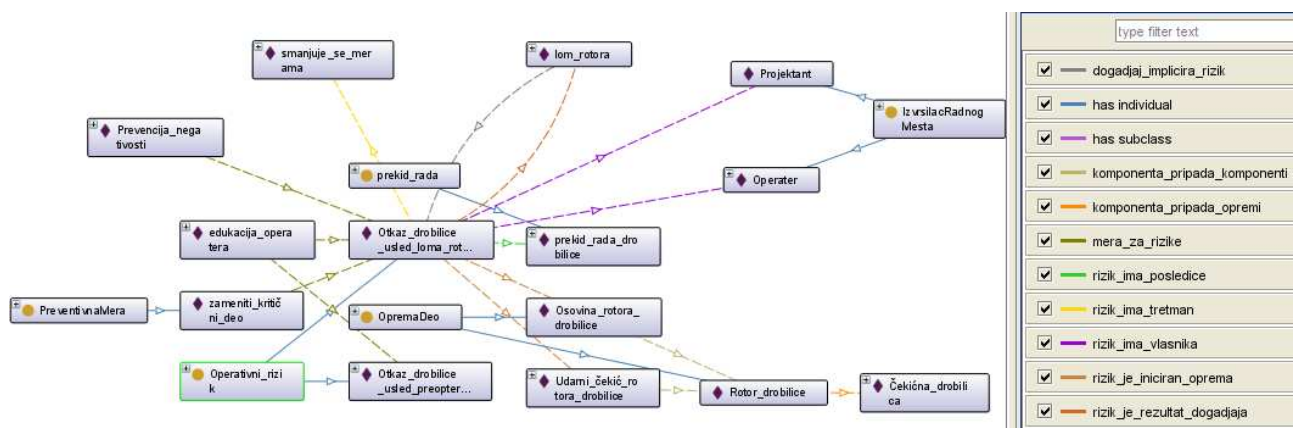 smanjuje_se_mer
ama
lom_rotora
Projektant
IzvrsilacRadnog
Mesta
Prevencija_nega
tivosti
prekid_rada
Operater
edukacija_opera
tera
Otkaz_drobilice
_usled_loma_rot...
prekid_rada_dro
bilice
PreventivnaMera
zameniti_kritič
ni_deo
OpremaDeo
Osovina_rotora_
drobilice
Operativni_rizi
k
Otkaz_drobilice
_usled_preopter...
Udarni_čekić_ro
tora_drobilice
Rotor_drobilice
Čekićna_drobili
ca
type filter text
dogadjaj_implicira_rizik
has individual
has subclass
komponenta_pripada_komponenti
komponenta_pripada_opremi
mera_za_rizike
rizik_ima_posledice
rizik_ima_tretman
rizik_ima_vlasnika
rizik_je_iniciran_oprema
rizik_je_rezultat_dogadjaja